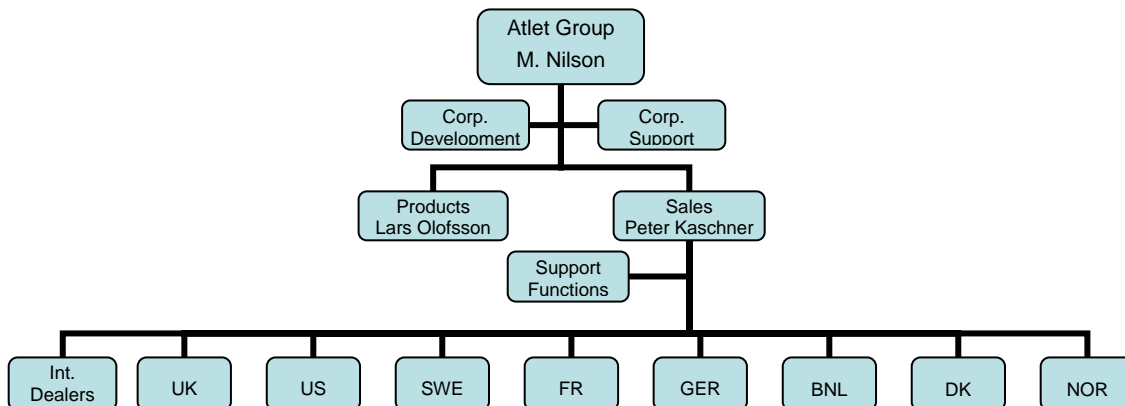 Atlet Group
M. Nilson
Corp.
Development
Corp.
Support
Products
Lars Olofsson
Sales
Peter Kaschner
Support
Functions
Int.
Dealers
UK
US
SWE
FR
GER
BNL
DK
NOR